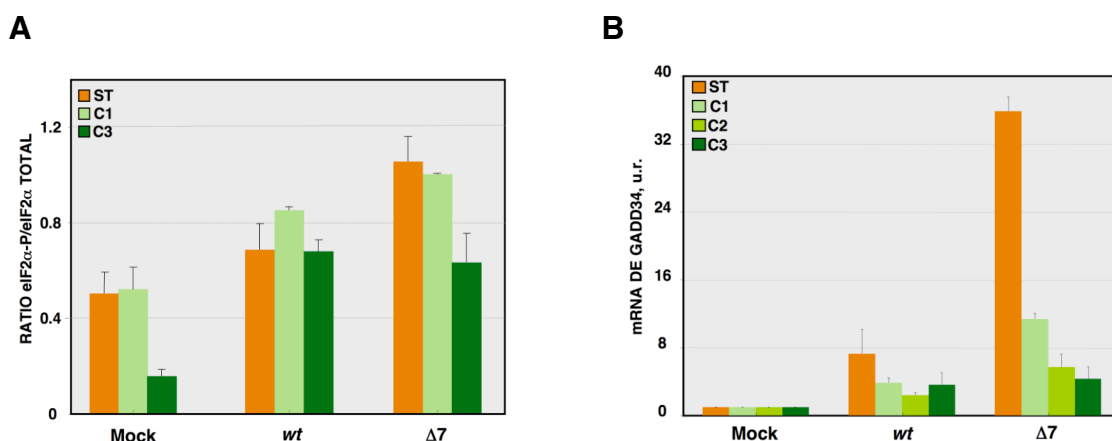 A
RATIO eIF2α-P/eIF2α TOTAL
1.2
0.8
0.4
0
ST
C1
C3
Mock
wt
Δ7
B
mRNA DE GADD34, u.r.
40
32
24
16
8
0
ST
C1
C2
C3
Mock
wt
Δ7